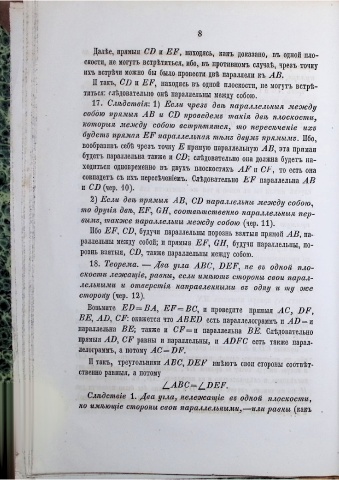 8
Далѣе, прямыя CD и EF, находясь, какъ доказано, въ одной пло-
скости, не могутъ встрѣтиться, ибо, въ противномъ случаѣ, чрезъ точку
ихъ встрѣчи можно бы было провести двѣ параллели къ AB.
И такъ, CD и EF, находясь въ одной плоскости, не могутъ встрѣ-
титься: слѣдовательно онѣ параллельны между собою.
17. Слѣдствія: 1) Если чрезъ двѣ параллельныя между
собою прямыя AB и CD проведемъ такія двѣ плоскости,
которыя между собою встрѣтятся, то пересѣченіе ихъ
будетъ прямая EF параллельная тѣмъ двумъ прямымъ. Ибо,
вообразивъ себѣ чрезъ точку E прямую параллельную AB, эта прямая
будетъ параллельна также и CD; слѣдовательно она должна будетъ на-
ходиться одновременно въ двухъ плоскостяхъ AF и CF, то есть она
совпадетъ съ ихъ пересѣченіемъ. Слѣдовательно EF параллельна AB
и CD (чер. 10).
2) Если двѣ прямыя AB, CD параллельны между собою,
то другія двѣ, EF, GH, соотвѣтственно параллельныя пер-
вымъ, также параллельны между собою (чер. 11).
Ибо EF, CD, будучи параллельны порознь взятыя прямой AB, па-
раллельны между собой; и прямыя EF, GH, будучи параллельны, по-
рознь взятыя, CD, также параллельны между собою.
18. Теорема. — Два угла ABC, DEF, не въ одной пло-
скости лежащіе, равны, если имѣютъ стороны свои парал-
лельными и отверстія направленными въ одну и ту же
сторону (чер. 12).
Возьмите ED=BA, EF=BC, и проведите прямыя AC, DF,
BE, AD, CF: окажется что ABED есть параллелограммъ и AD=и
параллельно BE; также и CF=и параллельна BE. Слѣдовательно
прямыя AD, CF равны и параллельны, и ADFC есть также парал-
лелограммъ, а потому AC=DF.
И такъ, треугольники ABC, DEF имѣютъ свои стороны соотвѣт-
ственно равныя, а потому
∠ABC=∠DEF.
Слѣдствіе 1. Два угла, нележащіе въ одной плоскости,
но имѣющіе стороны свои параллельными,—или равны (какъ